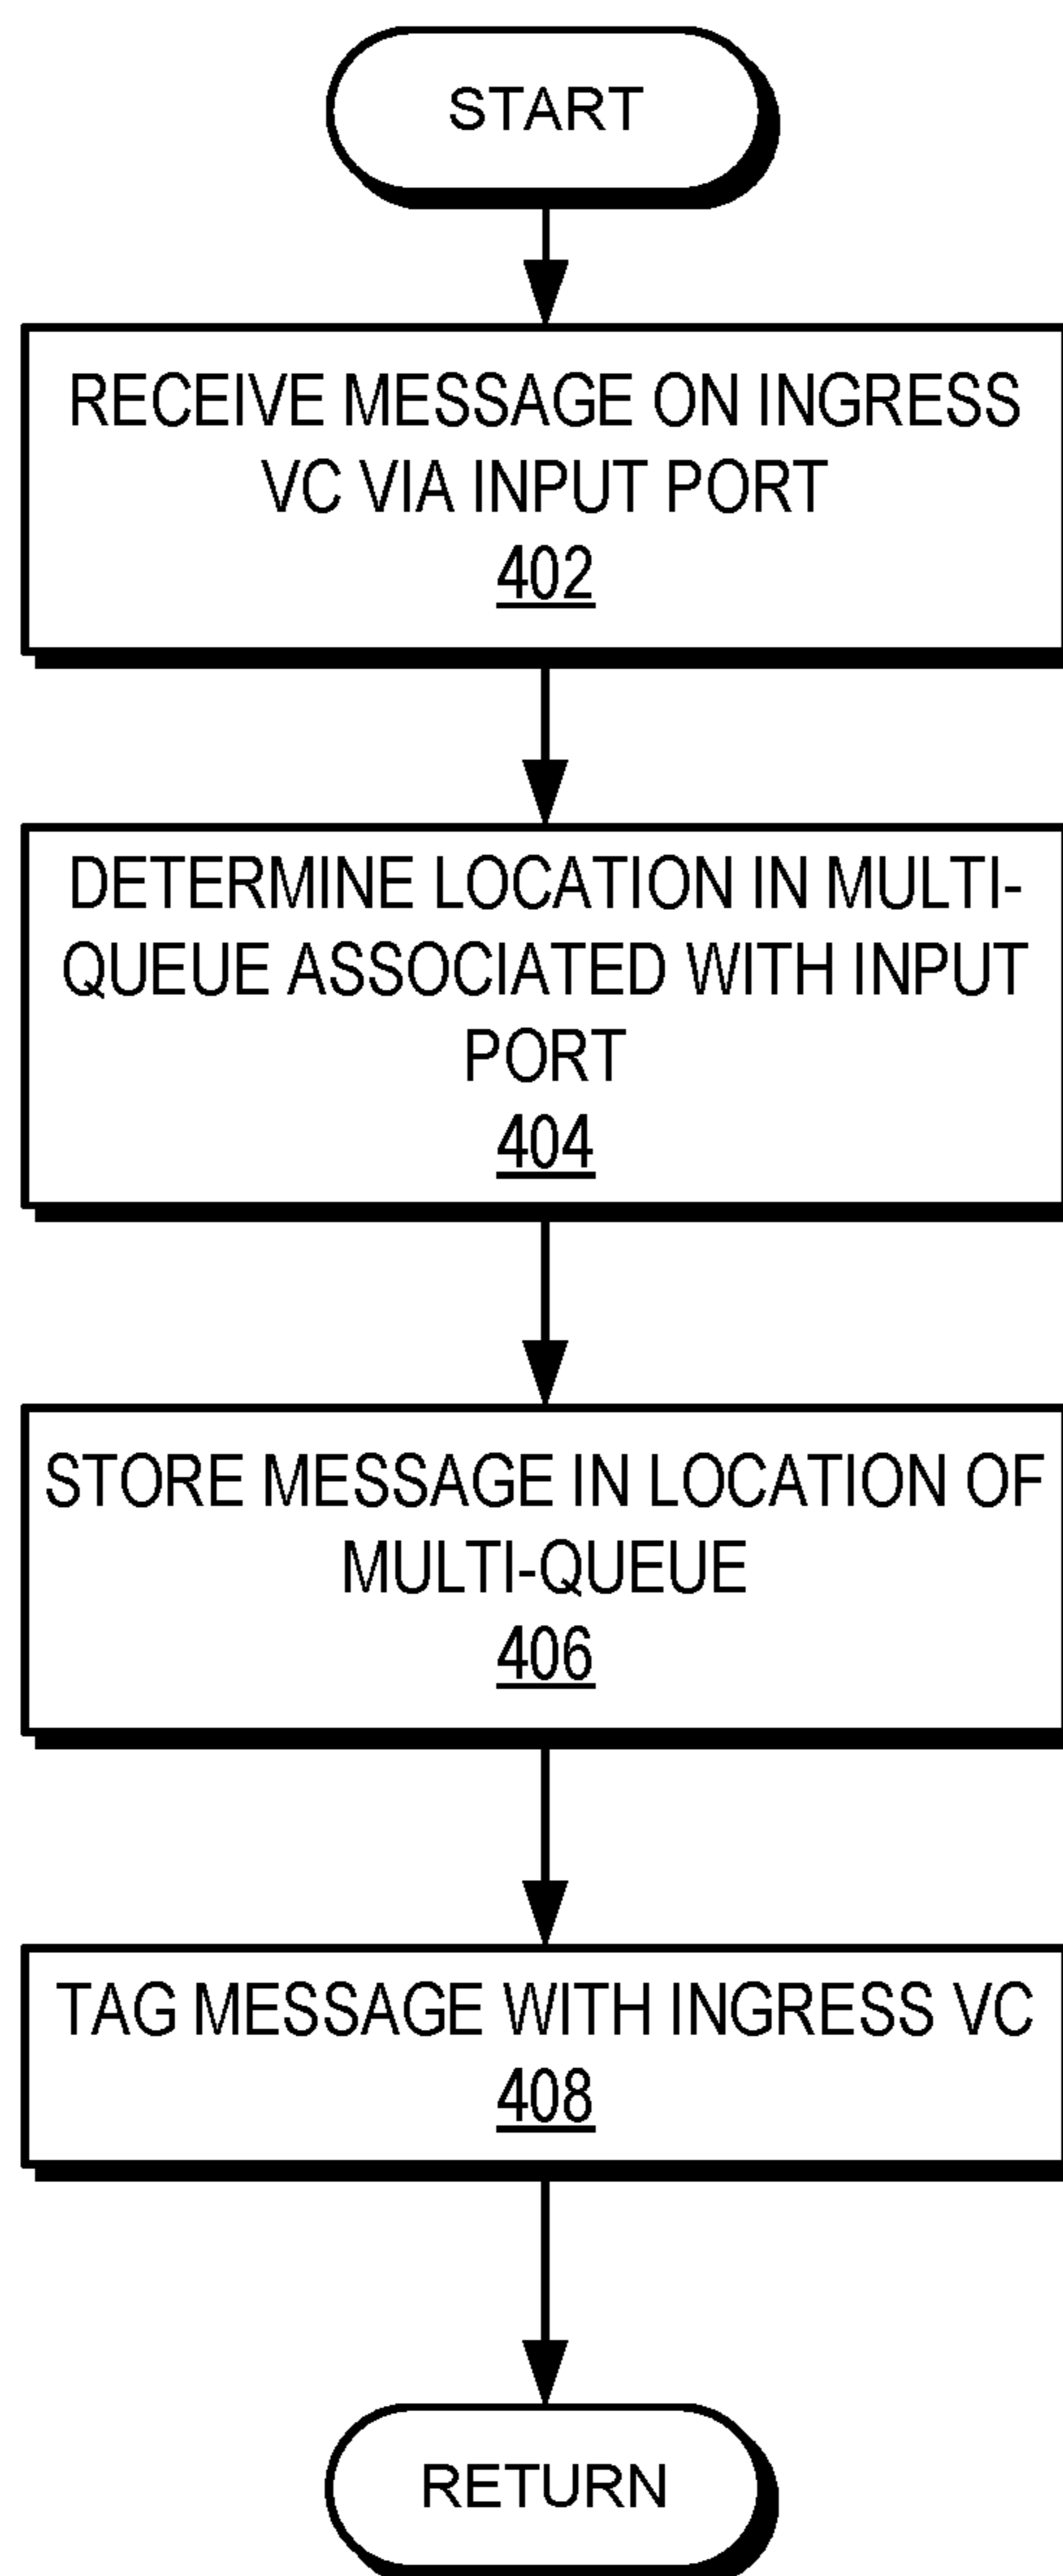 START
RECEIVE MESSAGE ON INGRESS
VC VIA INPUT PORT
402
DETERMINE LOCATION IN MULTI-
QUEUE ASSOCIATED WITH INPUT
PORT
404
STORE MESSAGE IN LOCATION OF
MULTI-QUEUE
406
TAG MESSAGE WITH INGRESS VC
408
RETURN